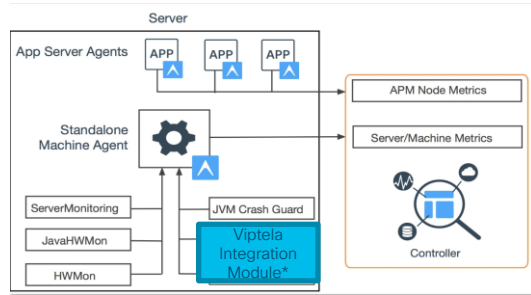 Server
App Server Agents
APP
APP
APP
APM Node Metrics
Standalone
Machine Agent
Server/Machine Metrics
ServerMonitoring
JVM Crash Guard
JavaHWMon
Viptela
Integration
Module*
HWMon
Controller